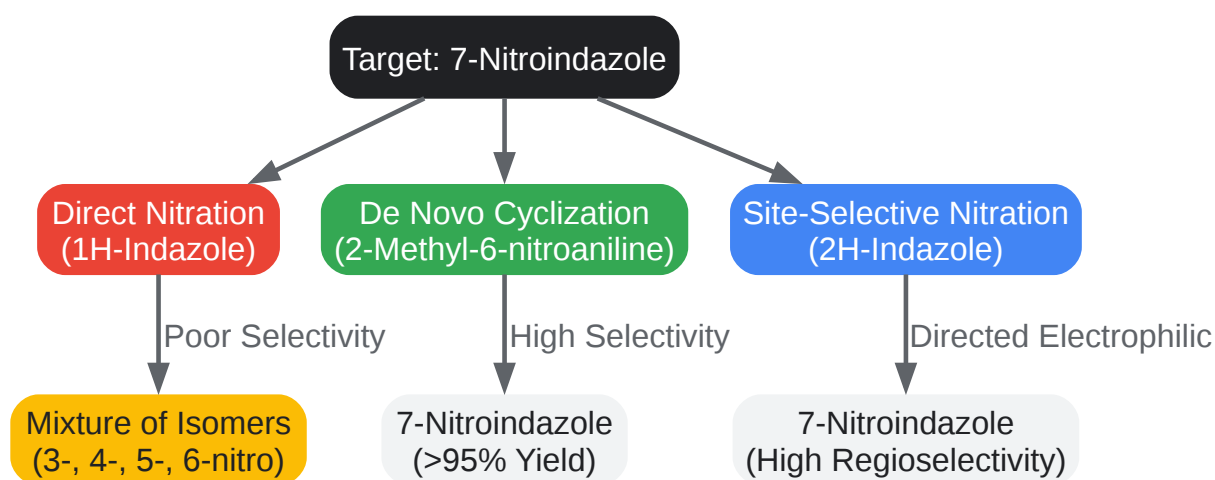 Target: 7-Nitroindazole
Direct Nitration
(1H-Indazole)
De Novo Cyclization
(2-Methyl-6-nitroaniline)
Site-Selective Nitration
(2H-Indazole)
Poor Selectivity
High Selectivity
Directed Electrophilic
Mixture of Isomers
(3-, 4-, 5-, 6-nitro)
7-Nitroindazole
(>95% Yield)
7-Nitroindazole
(High Regioselectivity)